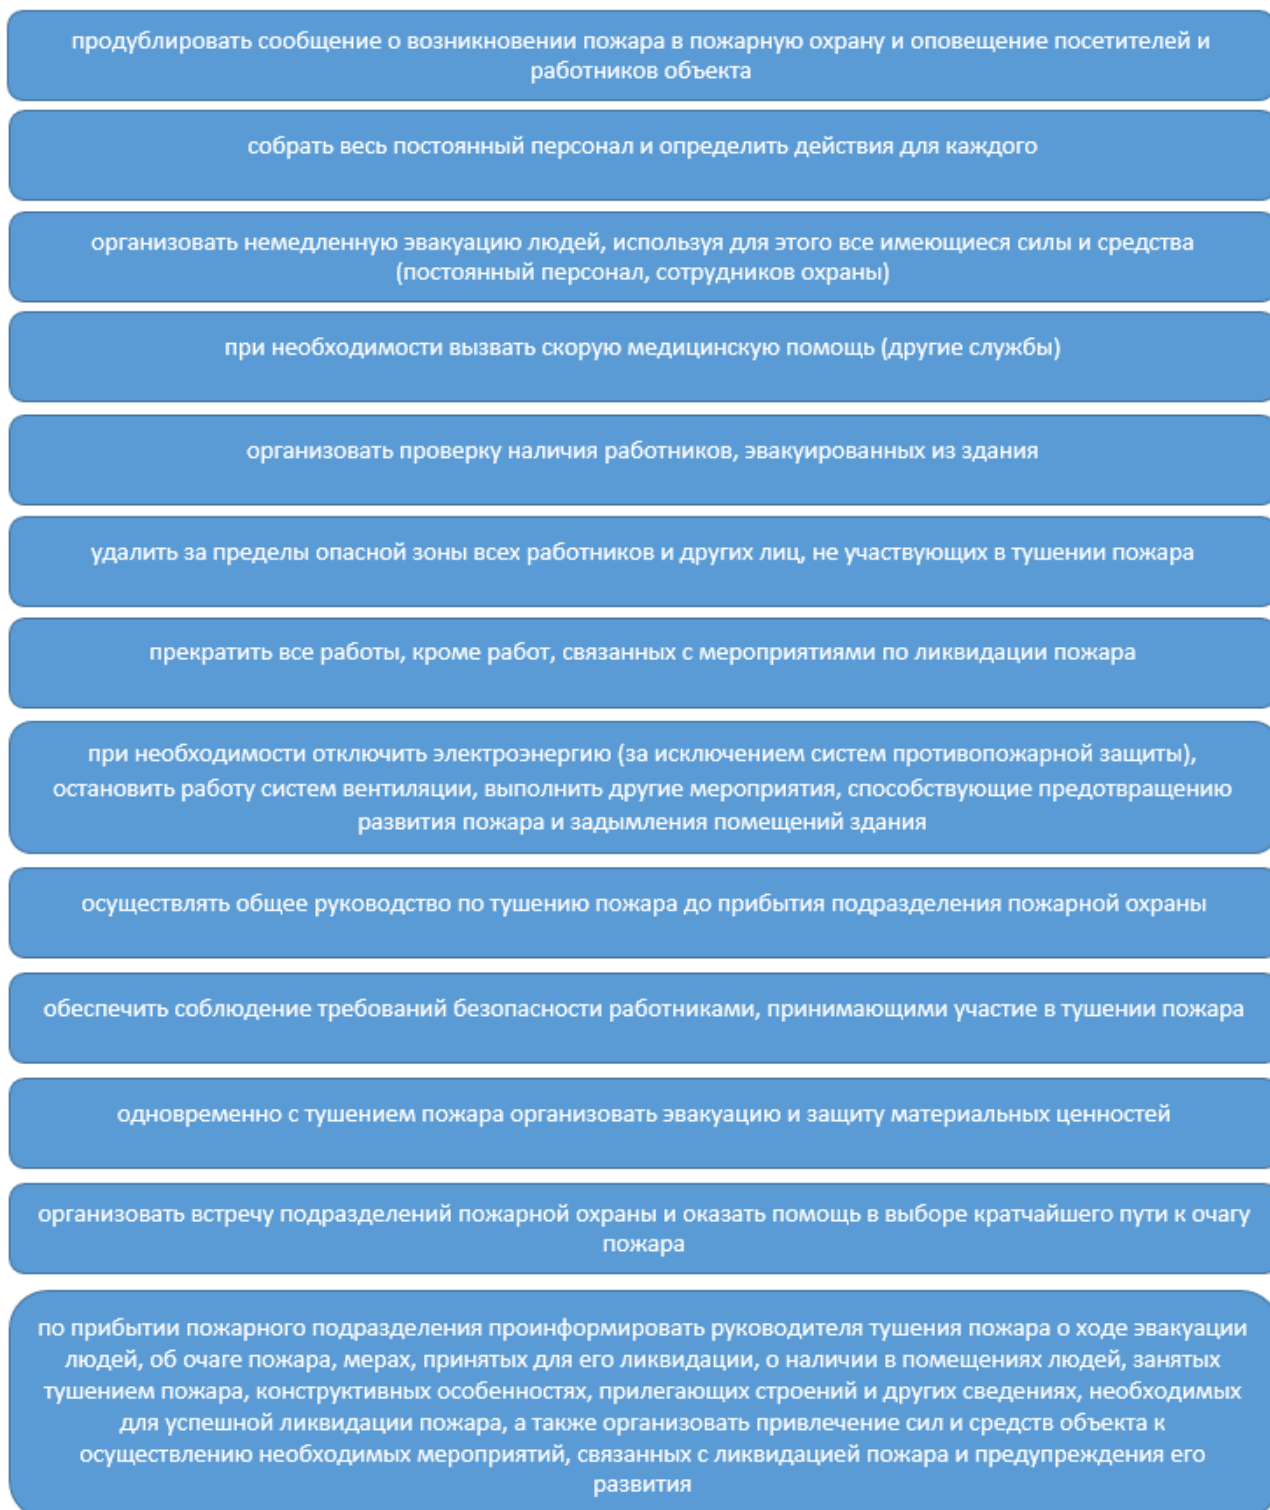 продублировать сообщение о возникновении пожара в пожарную охрану и оповещение посетителей и
работников объекта
собрать весь постоянный персонал и определить действия для каждого
организовать немедленную эвакуацию людей, используя для этого все имеющиеся силы и средства
(постоянный персонал, сотрудников охраны)
при необходимости вызвать скорую медицинскую помощь (другие службы)
организовать проверку наличия работников, эвакуированных из здания
удалить за пределы опасной зоны всех работников и других лиц, не участвующих в тушении пожара
прекратить все работы, кроме работ, связанных с мероприятиями по ликвидации пожара
при необходимости отключить электроэнергию (за исключением систем противопожарной защиты),
остановить работу систем вентиляции, выполнить другие мероприятия, способствующие предотвращению
развития пожара и задымления помещений здания
осуществлять общее руководство по тушению пожара до прибытия подразделения пожарной охраны
обеспечить соблюдение требований безопасности работниками, принимающими участие в тушении пожара
одновременно с тушением пожара организовать эвакуацию и защиту материальных ценностей
организовать встречу подразделений пожарной охраны и оказать помощь в выборе кратчайшего пути к очагу
пожара
по прибытии пожарного подразделения проинформировать руководителя тушения пожара о ходе эвакуации
людей, об очаге пожара, мерах, принятых для его ликвидации, о наличии в помещениях людей, занятых
тушением пожара, конструктивных особенностях, прилегающих строений и других сведениях, необходимых
для успешной ликвидации пожара, а также организовать привлечение сил и средств объекта к
осуществлению необходимых мероприятий, связанных с ликвидацией пожара и предупреждения его
развития